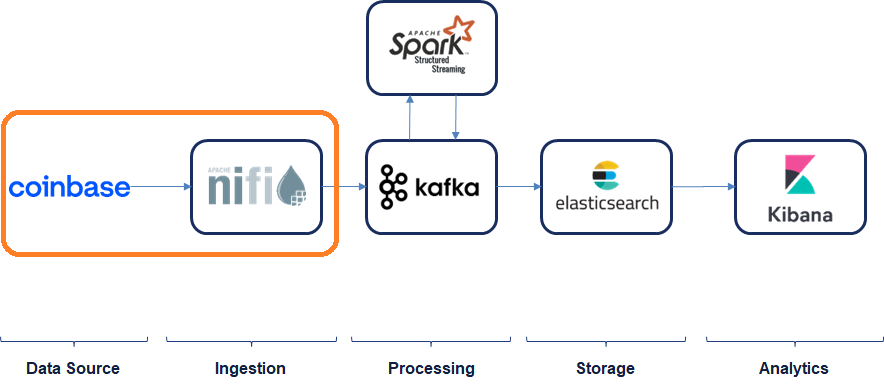 APACHE
Spark
Structured
Streaming
coinbase
APACHE
nifi
kafka
elasticsearch
Kibana
Data Source
Ingestion
Processing
Storage
Analytics